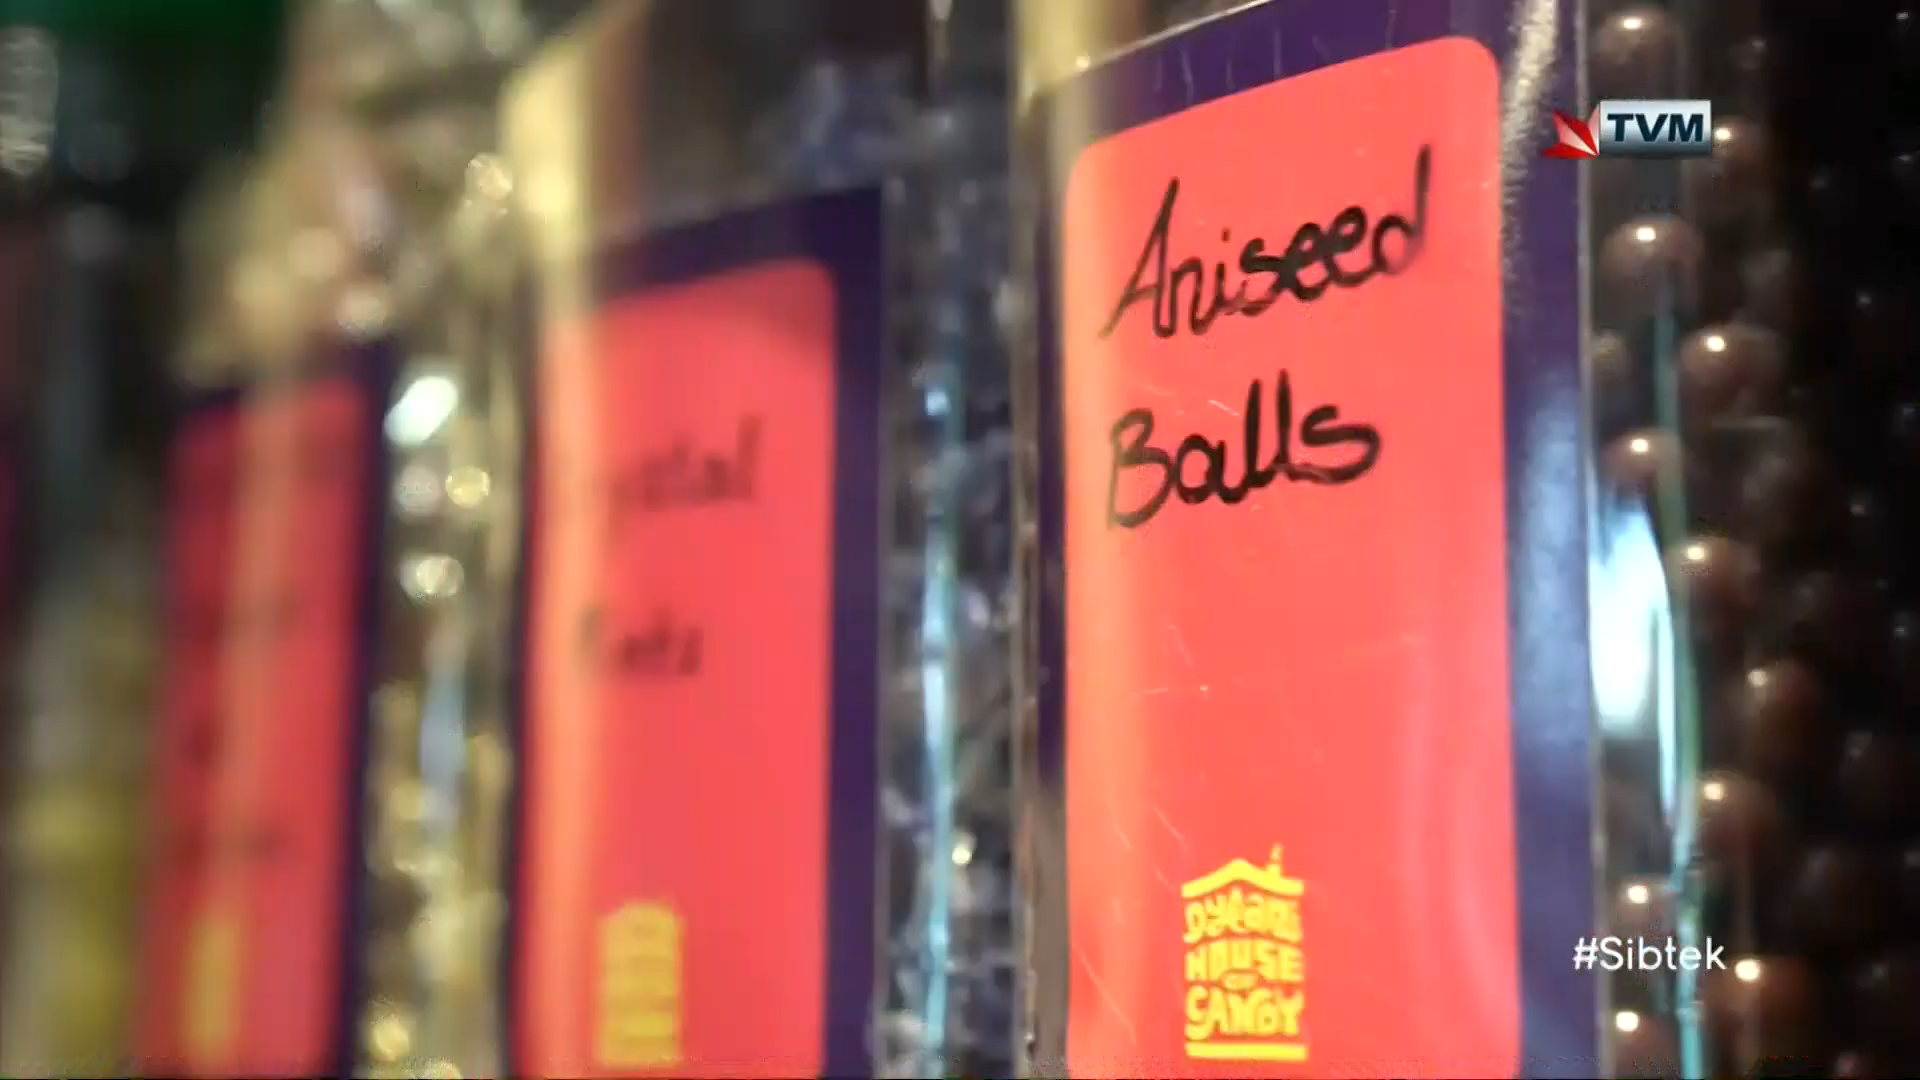 Aniseed
Balls
TVM
Dylan's
HOUSE
OF
CANDY
#Sibtek